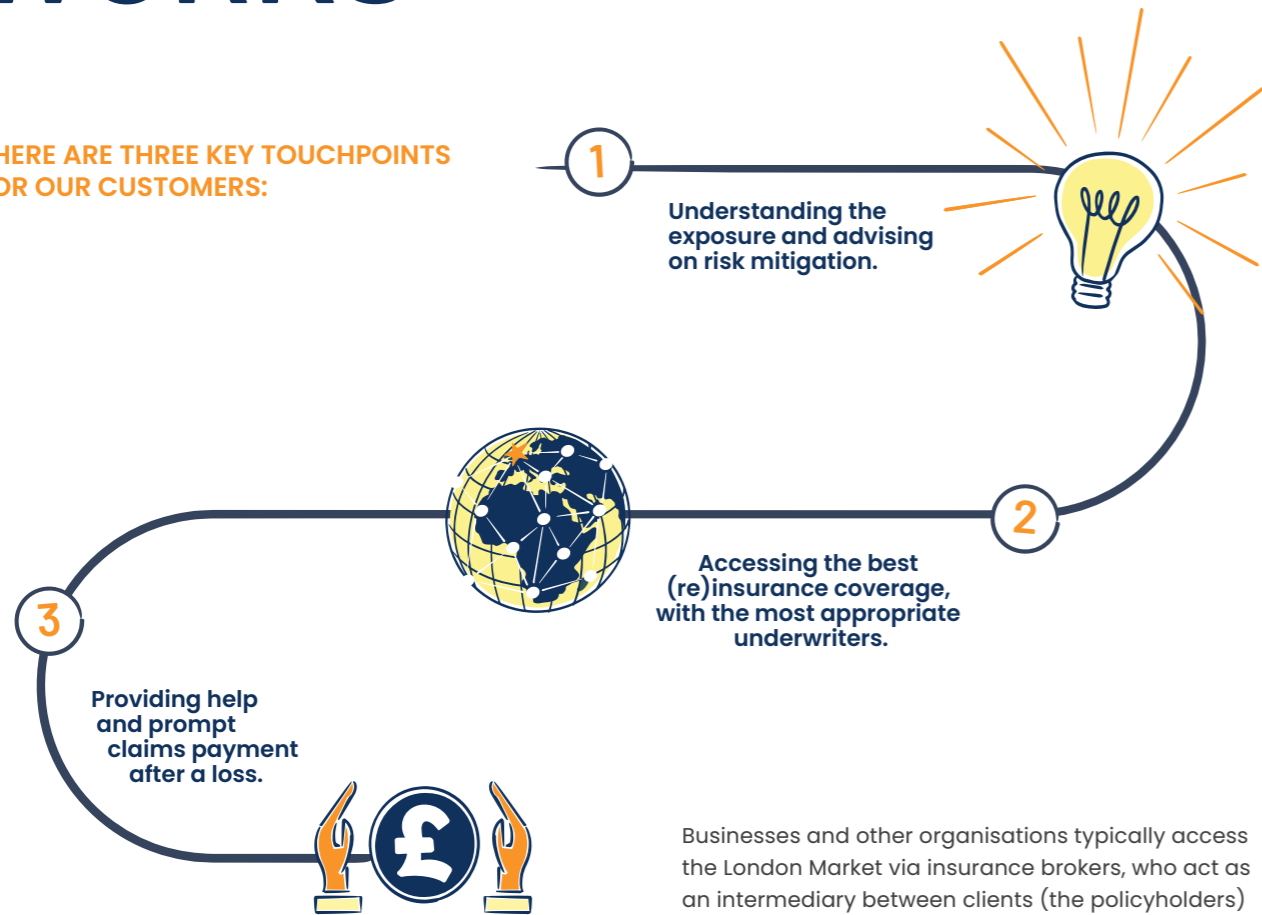 WORKS
HERE ARE THREE KEY TOUCHPOINTS
OR OUR CUSTOMERS:
1
Understanding the
exposure and advising
on risk mitigation.
2
Accessing the best
(re)insurance coverage,
with the most appropriate
underwriters.
3
Providing help
and prompt
claims payment
after a loss.
£
Businesses and other organisations typically access
the London Market via insurance brokers, who act as
an intermediary between clients (the policyholders)